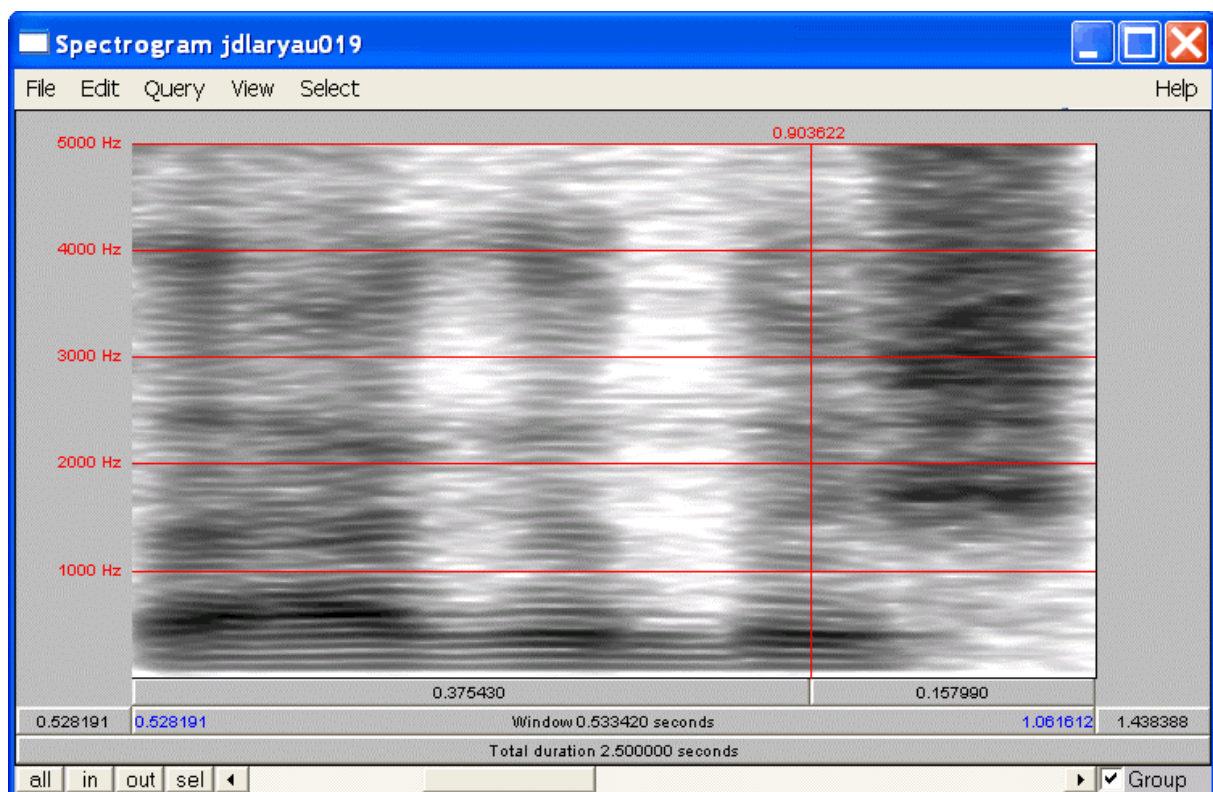 Spectrogram jdlaryau019
File Edit Query View Select Help
0.903622
5000 Hz
4000 Hz
3000 Hz
2000 Hz
1000 Hz
0.375430 0.157990
0.528191 0.528191 Window 0.533420 seconds 1.061612 1.438388
Total duration 2.500000 seconds
all in out sel Group